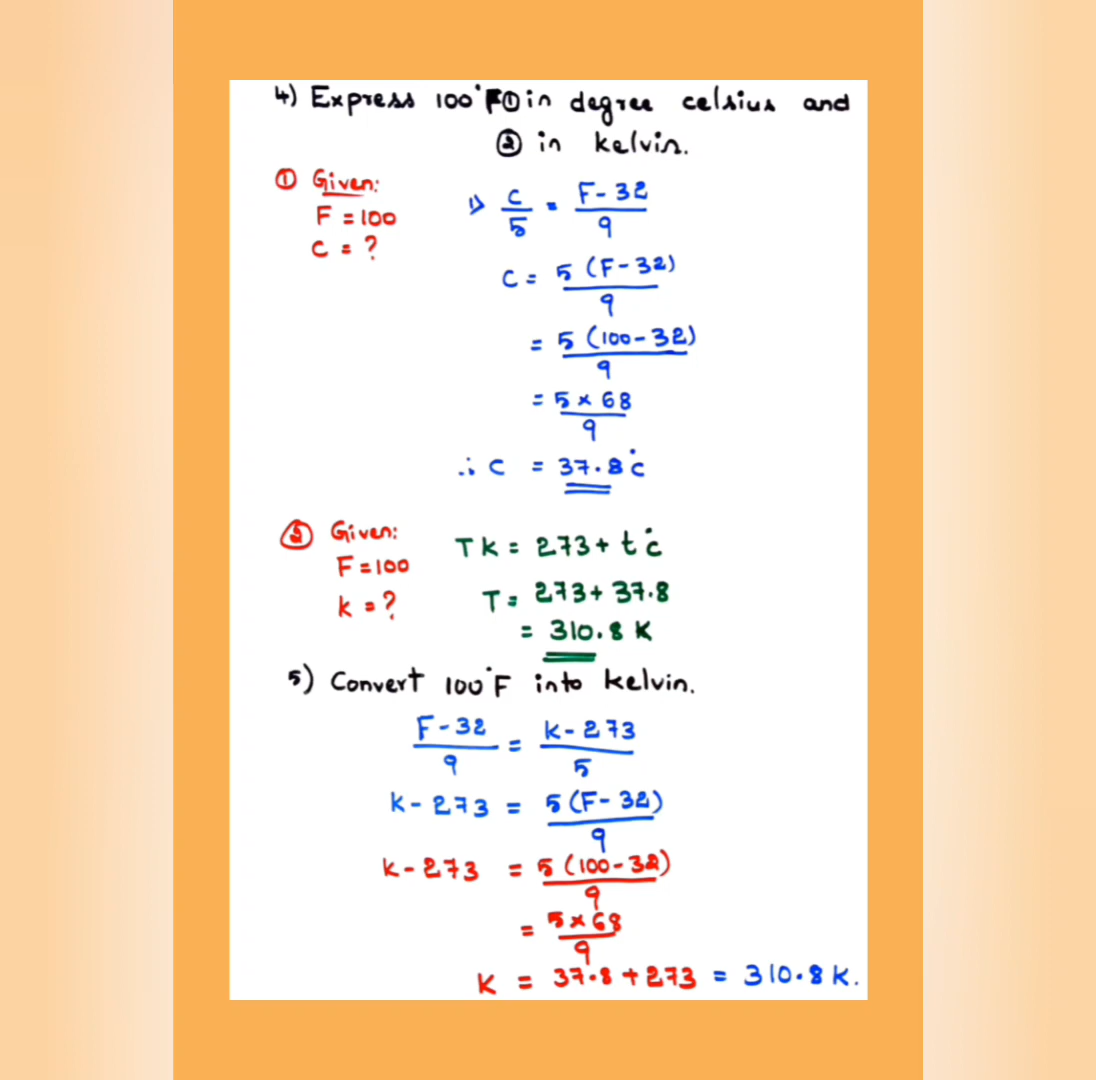 4) Express 100°F ① in degree celsius and
② in kelvin.
① Given:
F = 100
C = ?
1) C/5 = F-32/9
C = 5 (F-32)/9
= 5 (100-32)/9
= 5 × 68/9
∴ C = 37.8°c
② Given:
F = 100
k = ?
TK = 273 + t°c
T = 273 + 37.8
= 310.8 K
5) Convert 100°F into kelvin.
F-32/9 = K-273/5
K-273 = 5 (F-32)/9
K-273 = 5 (100-32)/9
= 5×68/9
K = 37.8 + 273 = 310.8 K.